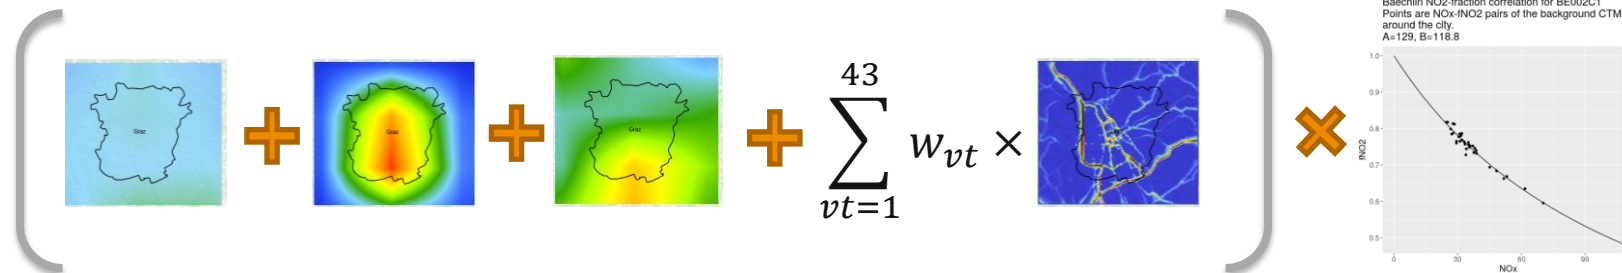 Graz
+
Graz
+
Graz
+
43
∑ w_vt ×
vt=1
×
Baechlin NO2-fraction correlation for BE002C1
Points are NOx-fNO2 pairs of the background CTM
around the city.
A=129, B=118.8
1.0
0.9
0.8
0.7
0.6
0.5
fNO2
0
30
60
90
NOx